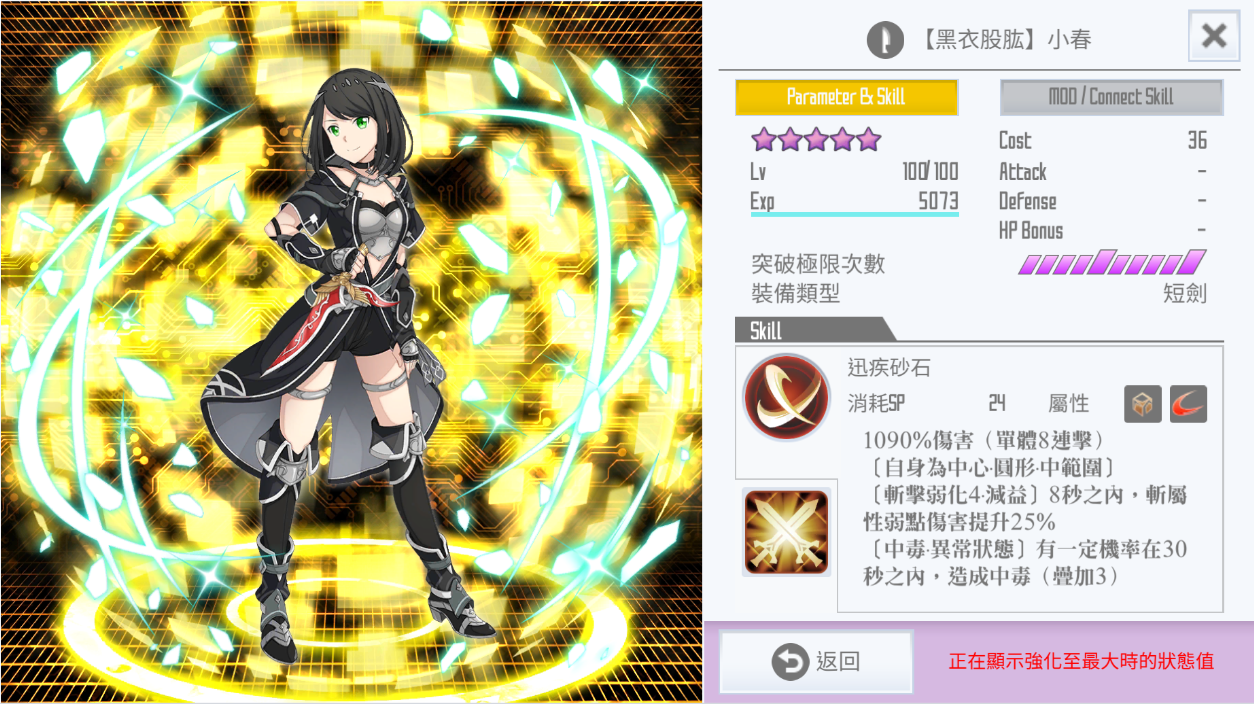 【黑衣股肱】小春
Parameter & Skill
MOD / Connect Skill
Lv 100/100
Exp 5073
Cost 36
Attack -
Defense -
HP Bonus -
突破極限次數
裝備類型 短劍
Skill
迅疾砂石
消耗SP 24 屬性
1090%傷害（單體8連擊）
〔自身為中心·圓形·中範圍〕
〔斬擊弱化4·減益〕8秒之內，斬屬
性弱點傷害提升25%
〔中毒·異常狀態〕有一定機率在30
秒之內，造成中毒（疊加3）
返回
正在顯示強化至最大時的狀態值